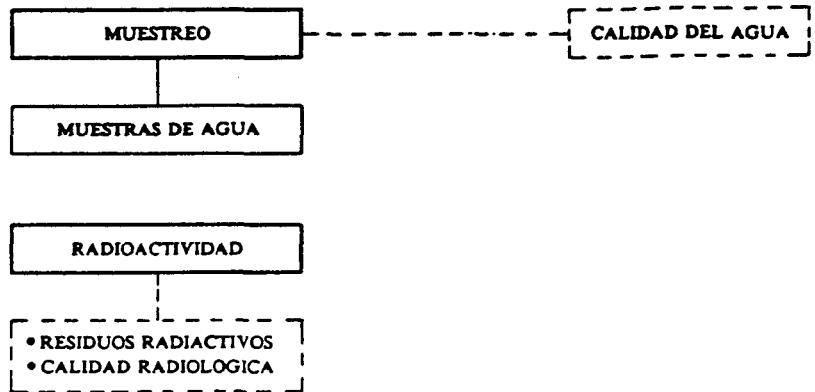 MUESTREO
CALIDAD DEL AGUA
MUESTRAS DE AGUA
RADIOACTIVIDAD
• RESIDUOS RADIACTIVOS
• CALIDAD RADIOLOGICA